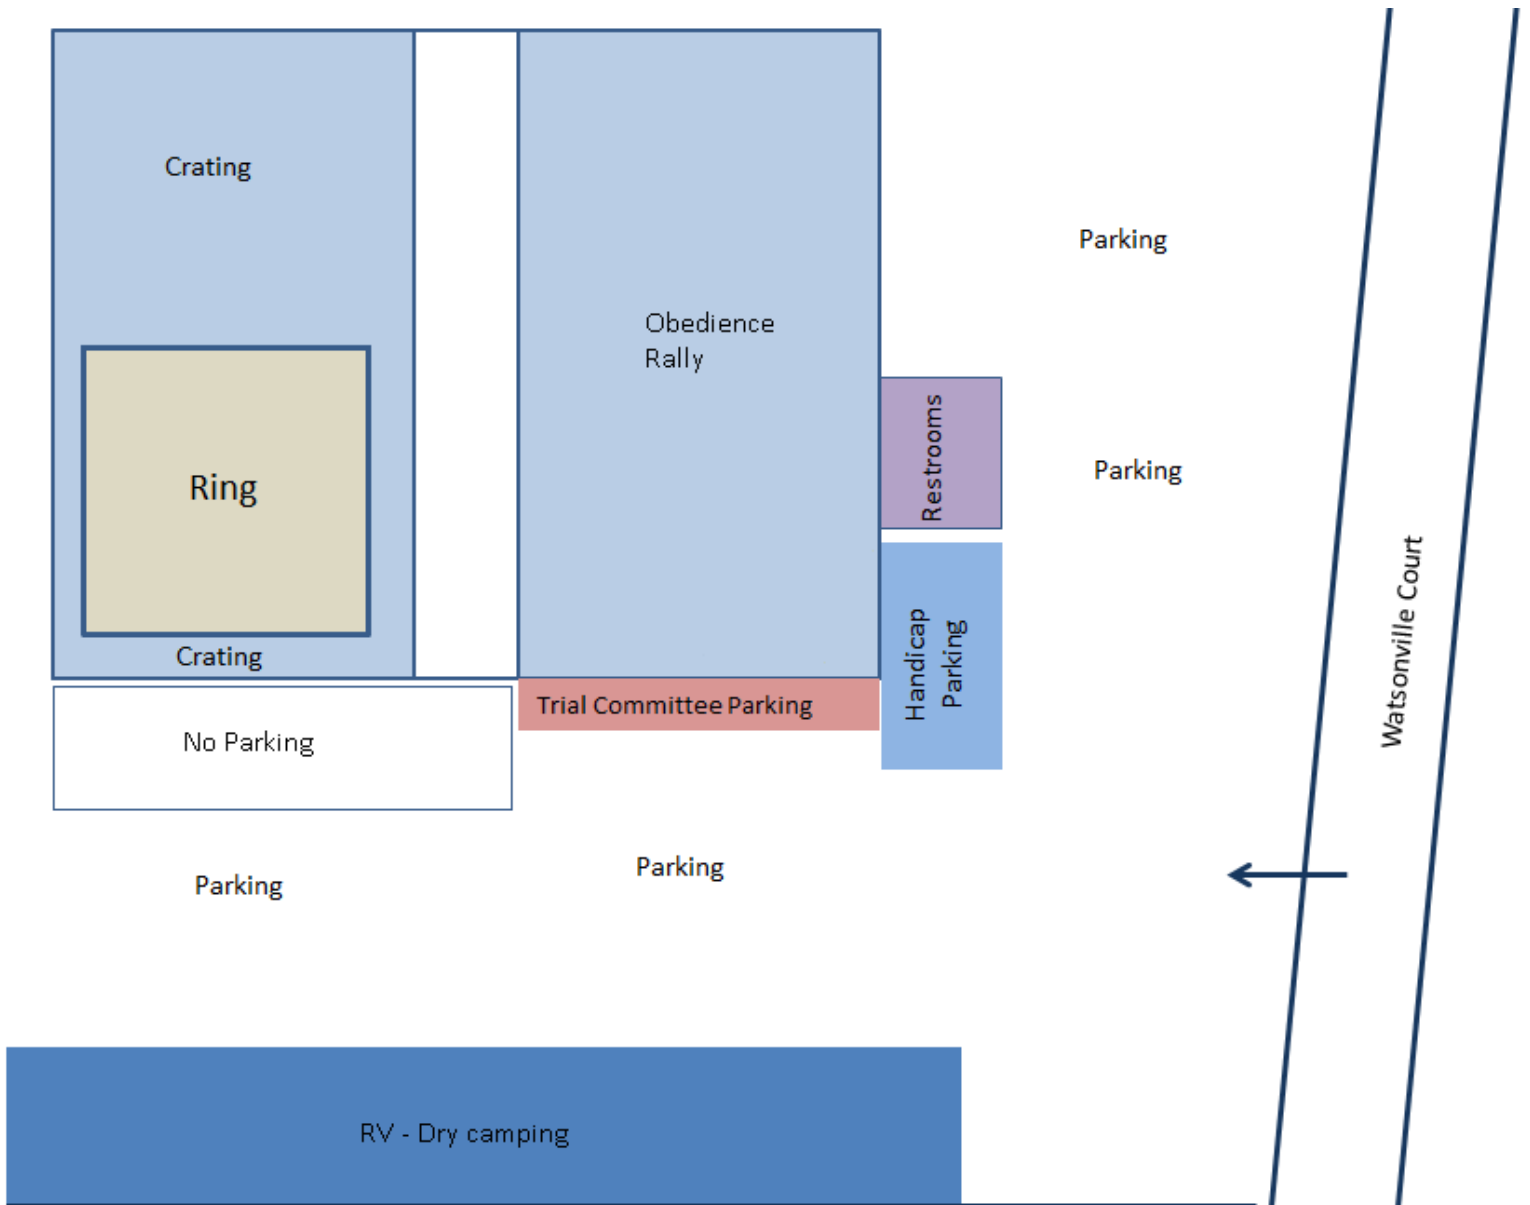 Crating
Parking
Obedience
Rally
Restrooms
Parking
Ring
Watsonville Court
Handicap
Parking
Crating
Trial Committee Parking
No Parking
Parking
Parking
RV - Dry camping